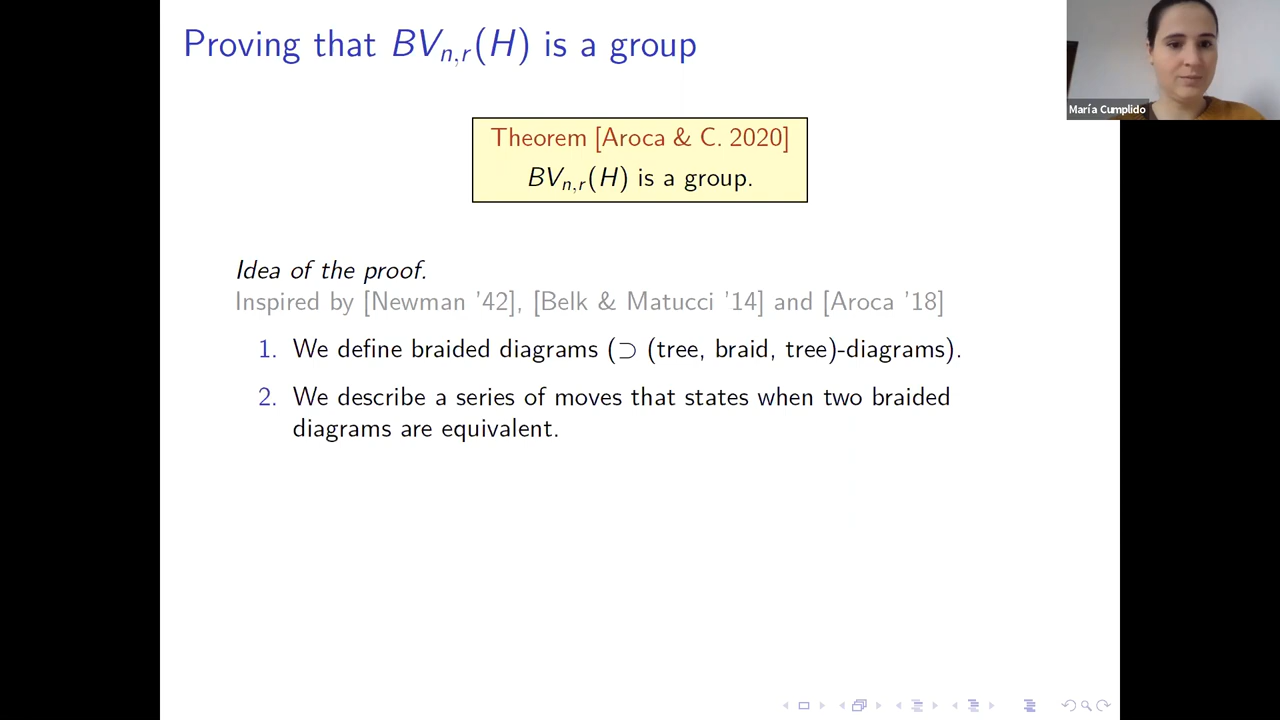 Proving that BVn,r(H) is a group
María Cumplido
Theorem [Aroca & C. 2020]
BVn,r(H) is a group.
Idea of the proof.
Inspired by [Newman '42], [Belk & Matucci '14] and [Aroca '18]
1. We define braided diagrams (⊃ (tree, braid, tree)-diagrams).
2. We describe a series of moves that states when two braided
diagrams are equivalent.